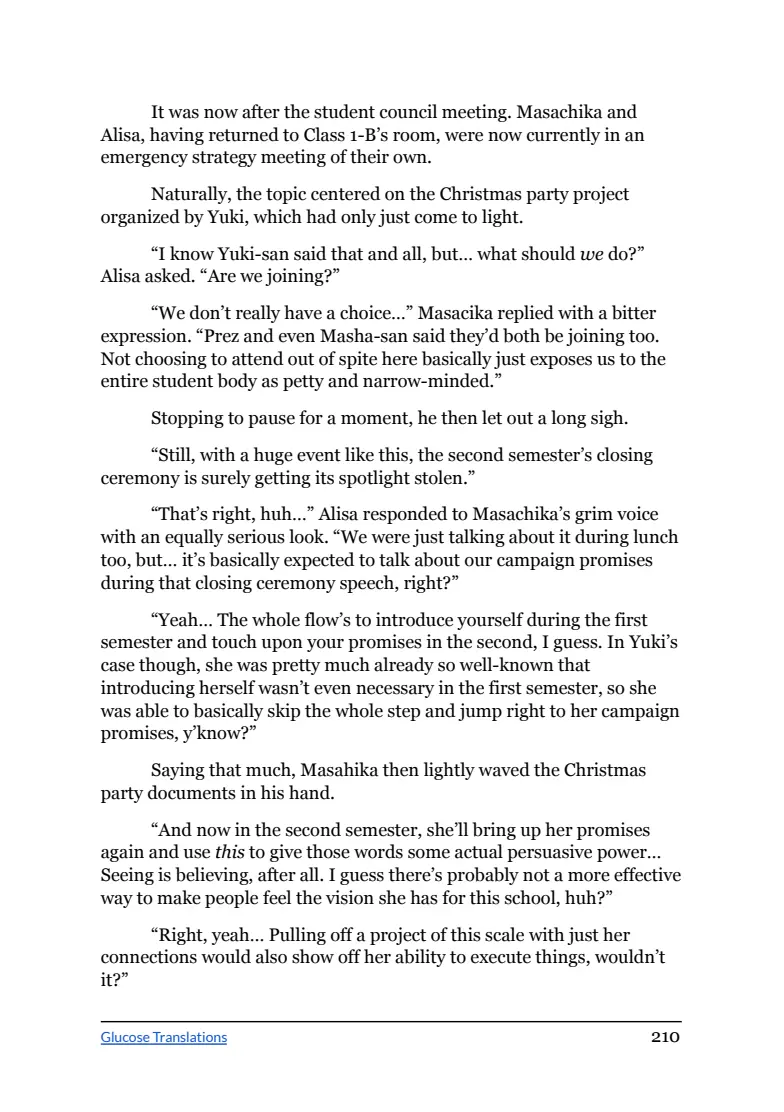 It was now after the student council meeting. Masachika and
Alisa, having returned to Class 1-B’s room, were now currently in an
emergency strategy meeting of their own.
Naturally, the topic centered on the Christmas party project
organized by Yuki, which had only just come to light.
“I know Yuki-san said that and all, but... what should we do?”
Alisa asked. “Are we joining?”
“We don’t really have a choice...” Masacika replied with a bitter
expression. “Prez and even Masha-san said they’d both be joining too.
Not choosing to attend out of spite here basically just exposes us to the
entire student body as petty and narrow-minded.”
Stopping to pause for a moment, he then let out a long sigh.
“Still, with a huge event like this, the second semester’s closing
ceremony is surely getting its spotlight stolen.”
“That’s right, huh...” Alisa responded to Masachika’s grim voice
with an equally serious look. “We were just talking about it during lunch
too, but... it’s basically expected to talk about our campaign promises
during that closing ceremony speech, right?”
“Yeah... The whole flow’s to introduce yourself during the first
semester and touch upon your promises in the second, I guess. In Yuki’s
case though, she was pretty much already so well-known that
introducing herself wasn’t even necessary in the first semester, so she
was able to basically skip the whole step and jump right to her campaign
promises, y’know?”
Saying that much, Masahika then lightly waved the Christmas
party documents in his hand.
“And now in the second semester, she’ll bring up her promises
again and use this to give those words some actual persuasive power...
Seeing is believing, after all. I guess there’s probably not a more effective
way to make people feel the vision she has for this school, huh?”
“Right, yeah... Pulling off a project of this scale with just her
connections would also show off her ability to execute things, wouldn’t
it?”
Glucose Translations
210